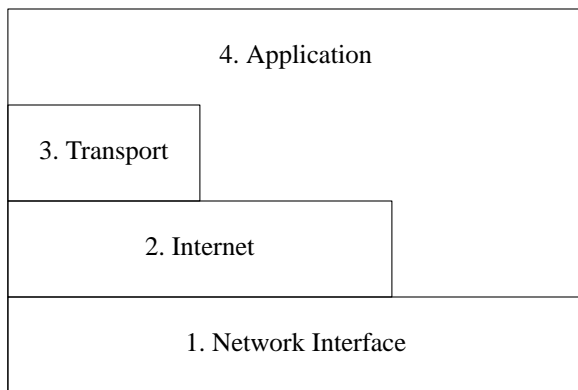 4. Application
3. Transport
2. Internet
1. Network Interface